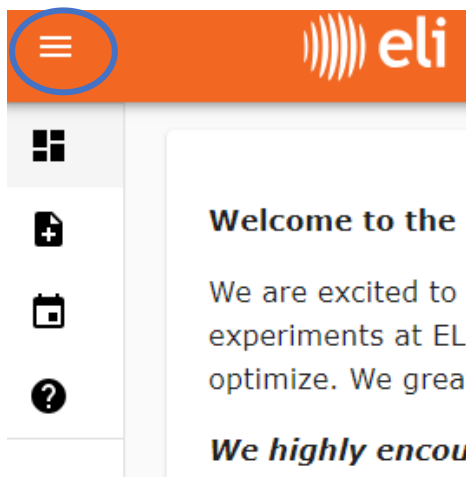 eli
Welcome to the
We are excited to
experiments at EL
optimize. We grea
We highly encou